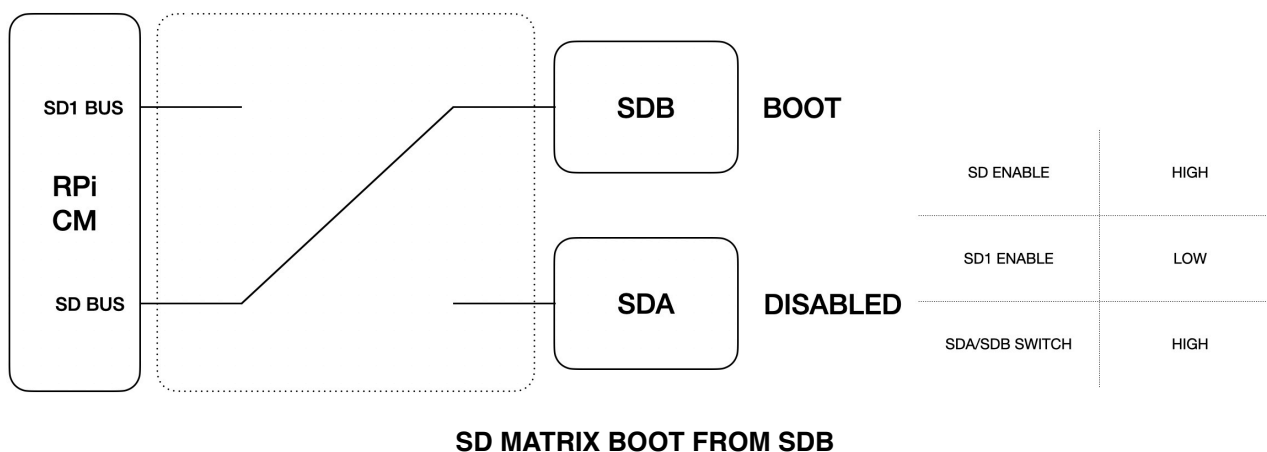 SD1 BUS
RPi
CM
SD BUS
SDB
BOOT
SDA
DISABLED
SD ENABLE HIGH
SD1 ENABLE LOW
SDA/SDB SWITCH HIGH
SD MATRIX BOOT FROM SDB